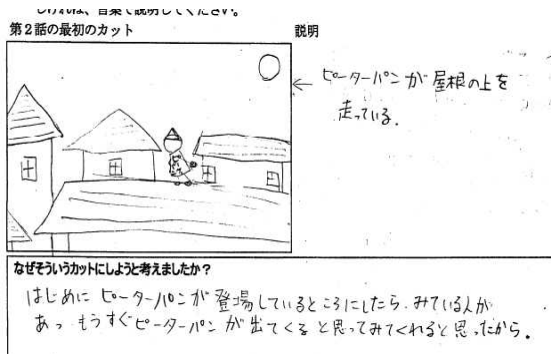 第2話の最初のカット
説明
← ピーターパンが屋根の上を
走っている.
なぜそういうカットにしようと考えましたか?
はじめにピーターパンが登場しているところにしたら.みている人が
あっ もうすぐピーターパンが出てくると思ってみてくれると思ったから.